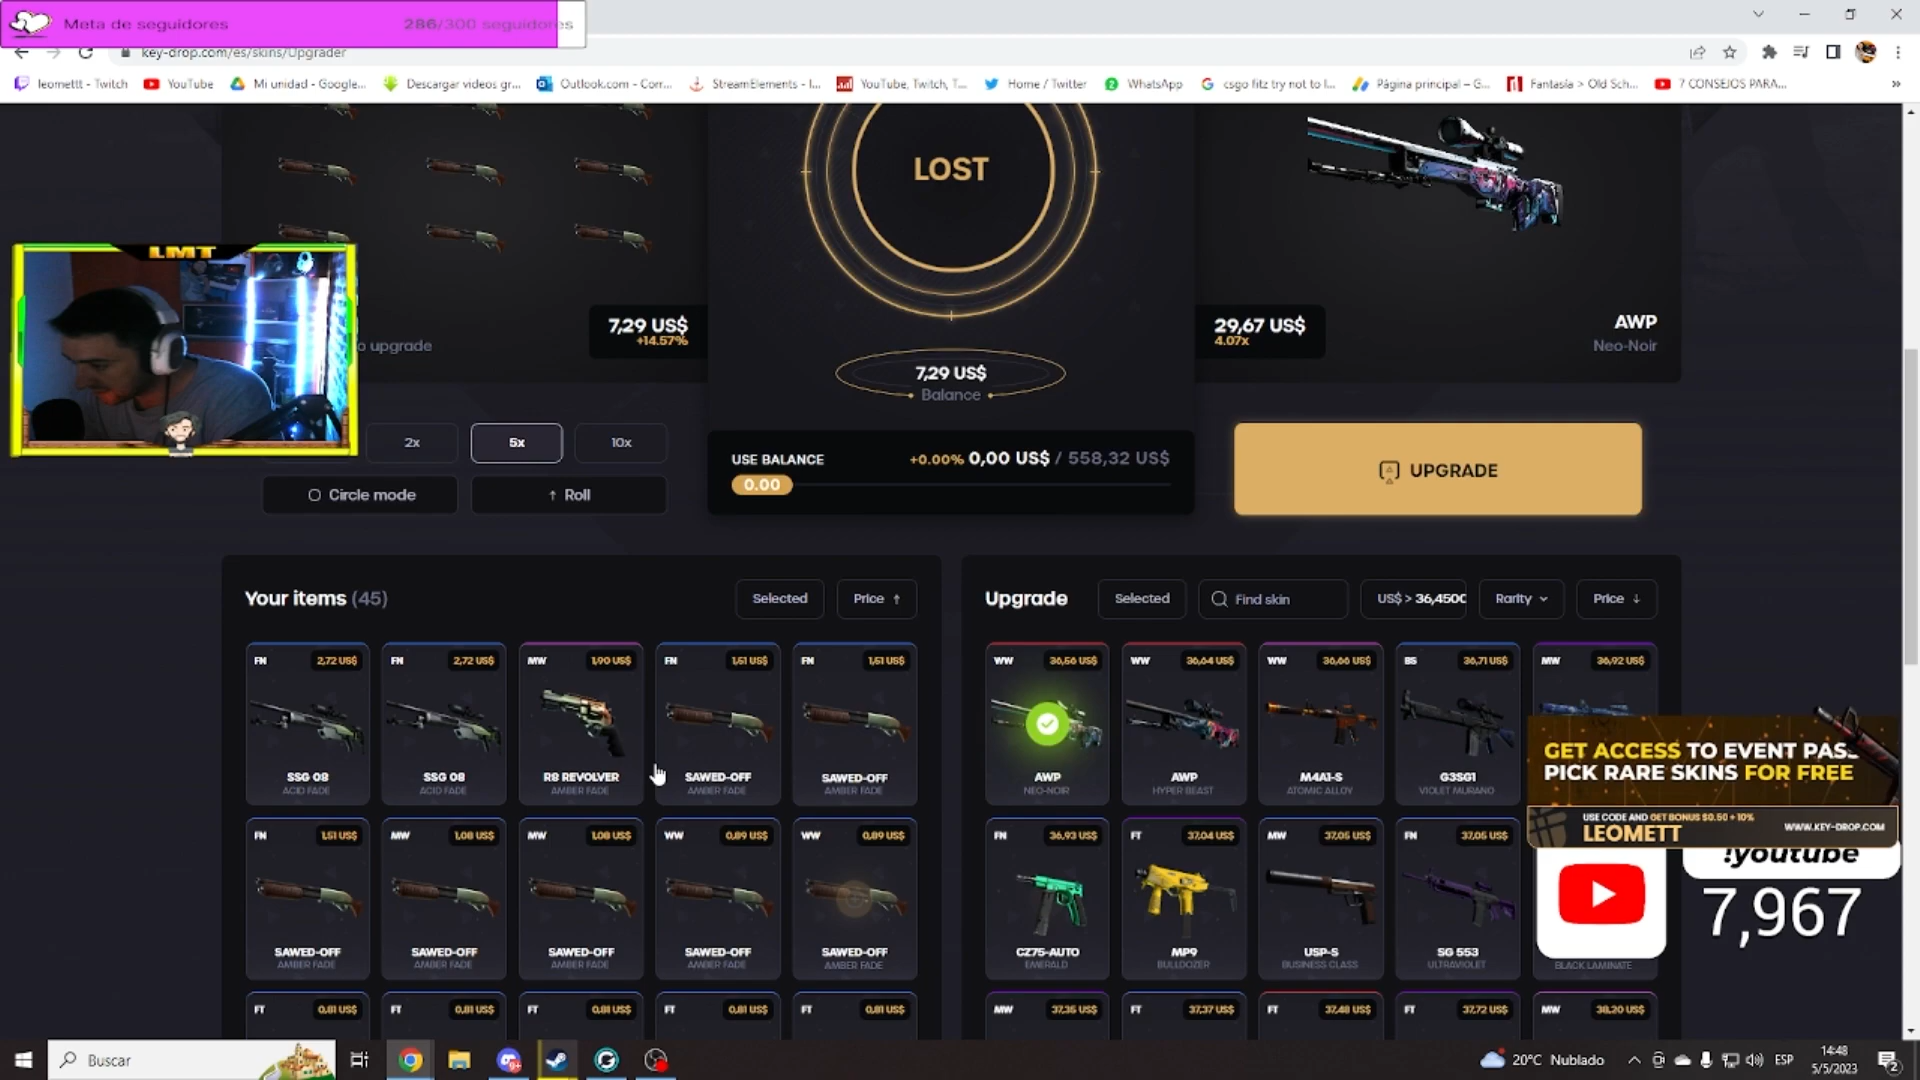 Meta de seguidores 286/300 seguidores
key-drop.com/es/skins/Upgrader
leomettt - Twitch YouTube Mi unidad - Google... Descargar videos gr... Outlook.com - Corr... StreamElements - l... YouTube, Twitch, T... Home / Twitter WhatsApp csgo fitz try not to l... Página principal – G... Fantasía > Old Sch... 7 CONSEJOS PARA... »
LOST
LMT
7,29 US$
+14.57%
o upgrade
29,67 US$
4.07x
AWP
Neo-Noir
7,29 US$
Balance
2x 5x 10x
Circle mode ↑ Roll
USE BALANCE +0.00% 0,00 US$ / 558,32 US$
0.00
UPGRADE
Your items (45) Selected Price ↑
FN 2,72 US$ FN 2,72 US$ MW 1,90 US$ FN 1,51 US$ FN 1,51 US$
SSG 08 SSG 08 R8 REVOLVER SAWED-OFF SAWED-OFF
ACID FADE ACID FADE AMBER FADE AMBER FADE AMBER FADE
FN 1,51 US$ MW 1,08 US$ MW 1,08 US$ WW 0,89 US$ WW 0,89 US$
SAWED-OFF SAWED-OFF SAWED-OFF SAWED-OFF SAWED-OFF
AMBER FADE AMBER FADE AMBER FADE AMBER FADE AMBER FADE
FT 0,81 US$ FT 0,81 US$ FT 0,81 US$ FT 0,81 US$ FT 0,81 US$
Upgrade Selected Find skin US$ > 36,4500 Rarity Price ↓
WW 36,56 US$ WW 36,64 US$ WW 36,66 US$ BS 36,71 US$ MW 36,92 US$
AWP AWP M4A1-S G3SG1
NEO-NOIR HYPER BEAST ATOMIC ALLOY VIOLET MURANO
FN 36,93 US$ FT 37,04 US$ MW 37,05 US$ FN 37,05 US$
CZ75-AUTO MP9 USP-S SG 553
EMERALD BULLDOZER BUSINESS CLASS ULTRAVIOLET BLACK LAMINATE
MW 37,35 US$ FT 37,37 US$ FT 37,48 US$ FT 37,72 US$ MW 38,20 US$
GET ACCESS TO EVENT PASS
PICK RARE SKINS FOR FREE
USE CODE AND GET BONUS $0.50 + 10%
LEOMETT WWW.KEY-DROP.COM
!youtube
7,967
Buscar 20°C Nublado ESP 14:48
5/5/2023
2